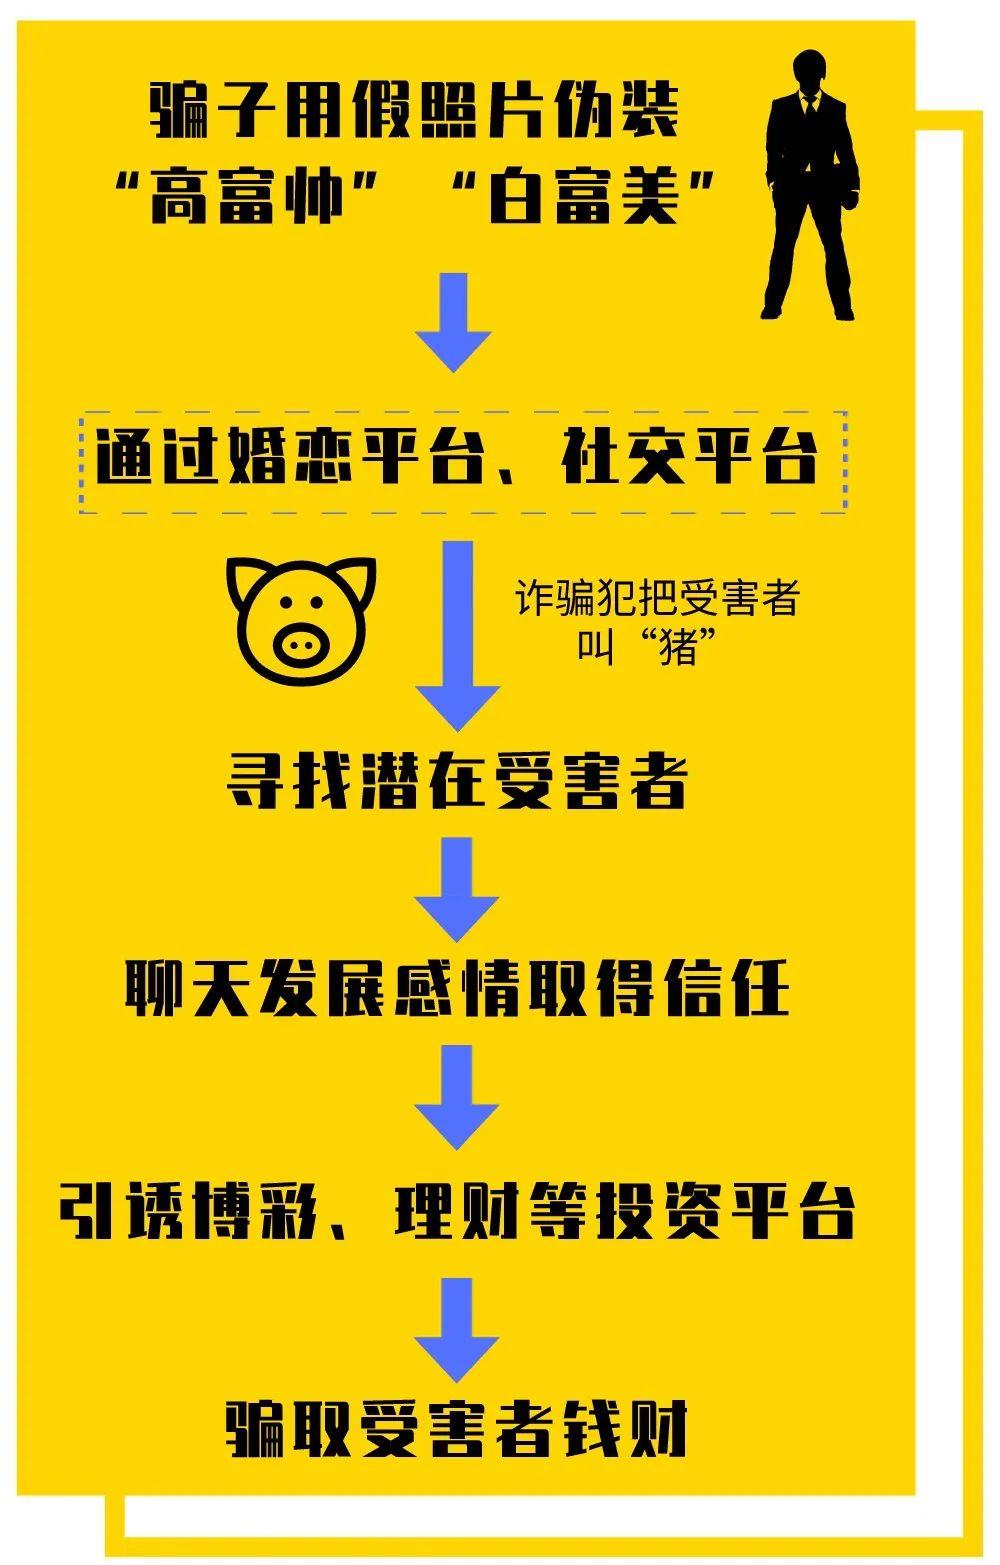 骗子用假照片伪装
“高富帅” “白富美”
通过婚恋平台、社交平台
诈骗犯把受害者
叫“猪”
寻找潜在受害者
聊天发展感情取得信任
引诱博彩、理财等投资平台
骗取受害者钱财